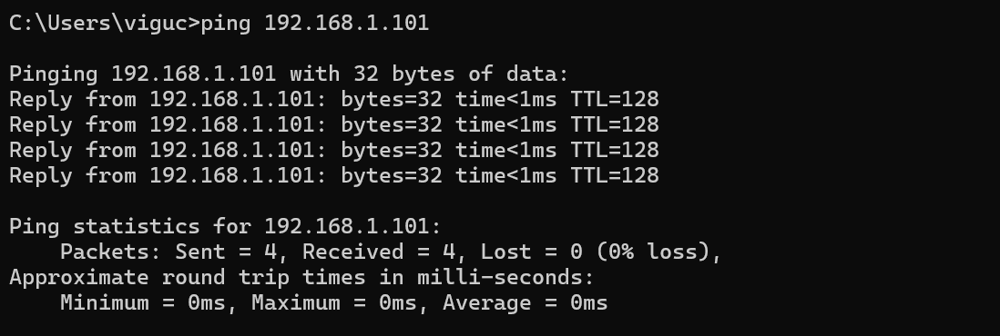 C:\Users\viguc>ping 192.168.1.101
Pinging 192.168.1.101 with 32 bytes of data:
Reply from 192.168.1.101: bytes=32 time<1ms TTL=128
Reply from 192.168.1.101: bytes=32 time<1ms TTL=128
Reply from 192.168.1.101: bytes=32 time<1ms TTL=128
Reply from 192.168.1.101: bytes=32 time<1ms TTL=128
Ping statistics for 192.168.1.101:
    Packets: Sent = 4, Received = 4, Lost = 0 (0% loss),
Approximate round trip times in milli-seconds:
    Minimum = 0ms, Maximum = 0ms, Average = 0ms